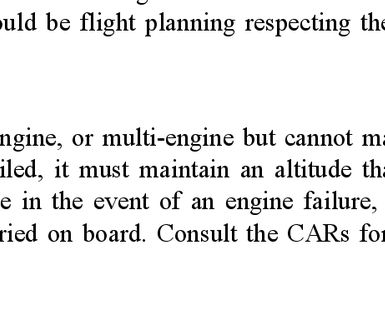 ould be flight planning respecting the
ngine, or multi-engine but cannot ma
iled, it must maintain an altitude tha
e in the event of an engine failure,
ried on board. Consult the CARs for